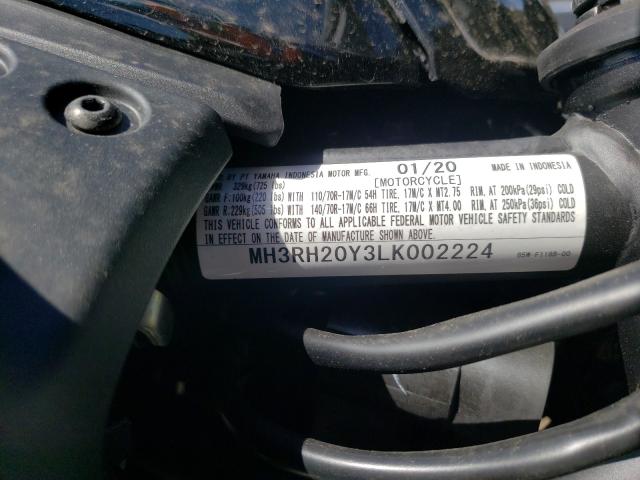 BY PT YAMAHA INDONESIA MOTOR MFG. 01/20 MADE IN INDONESIA
329kg(725 lbs) [MOTORCYCLE]
GAWR F.100kg(220 lbs)WITH 110/70R-17M/C 54H TIRE. 17M/C X MT2.75 RIM, AT 200kPa(29psi) COLD
GAWR R.229kg(505 lbs)WITH 140/70R-17M/C 66H TIRE. 17M/C X MT4.00 RIM, AT 250kPa(36psi) COLD
THIS VEHICLE CONFORMS TO ALL APPLICABLE FEDERAL MOTOR VEHICLE SAFETY STANDARDS
IN EFFECT ON THE DATE OF MANUFACTURE SHOWN ABOVE.
MH3RH20Y3LK002224 F118B-00